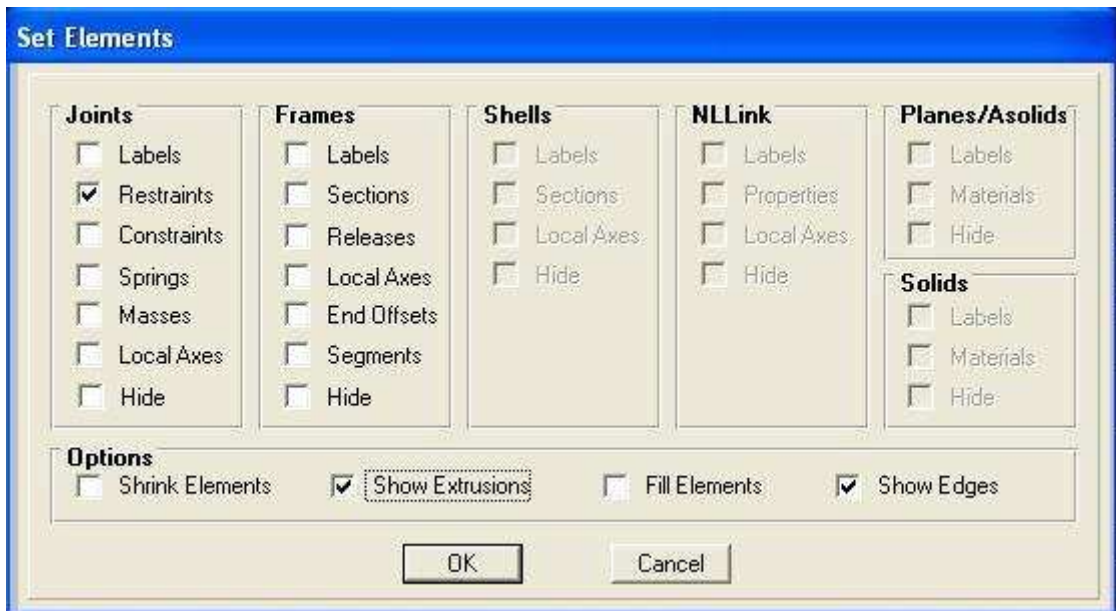 Set Elements
Joints
Labels
Restraints
Constraints
Springs
Masses
Local Axes
Hide
Frames
Labels
Sections
Releases
Local Axes
End Offsets
Segments
Hide
Shells
Labels
Sections
Local Axes
Hide
NLLink
Labels
Properties
Local Axes
Hide
Planes/Asolids
Labels
Materials
Hide
Solids
Labels
Materials
Hide
Options
Shrink Elements
Show Extrusions
Fill Elements
Show Edges
OK
Cancel